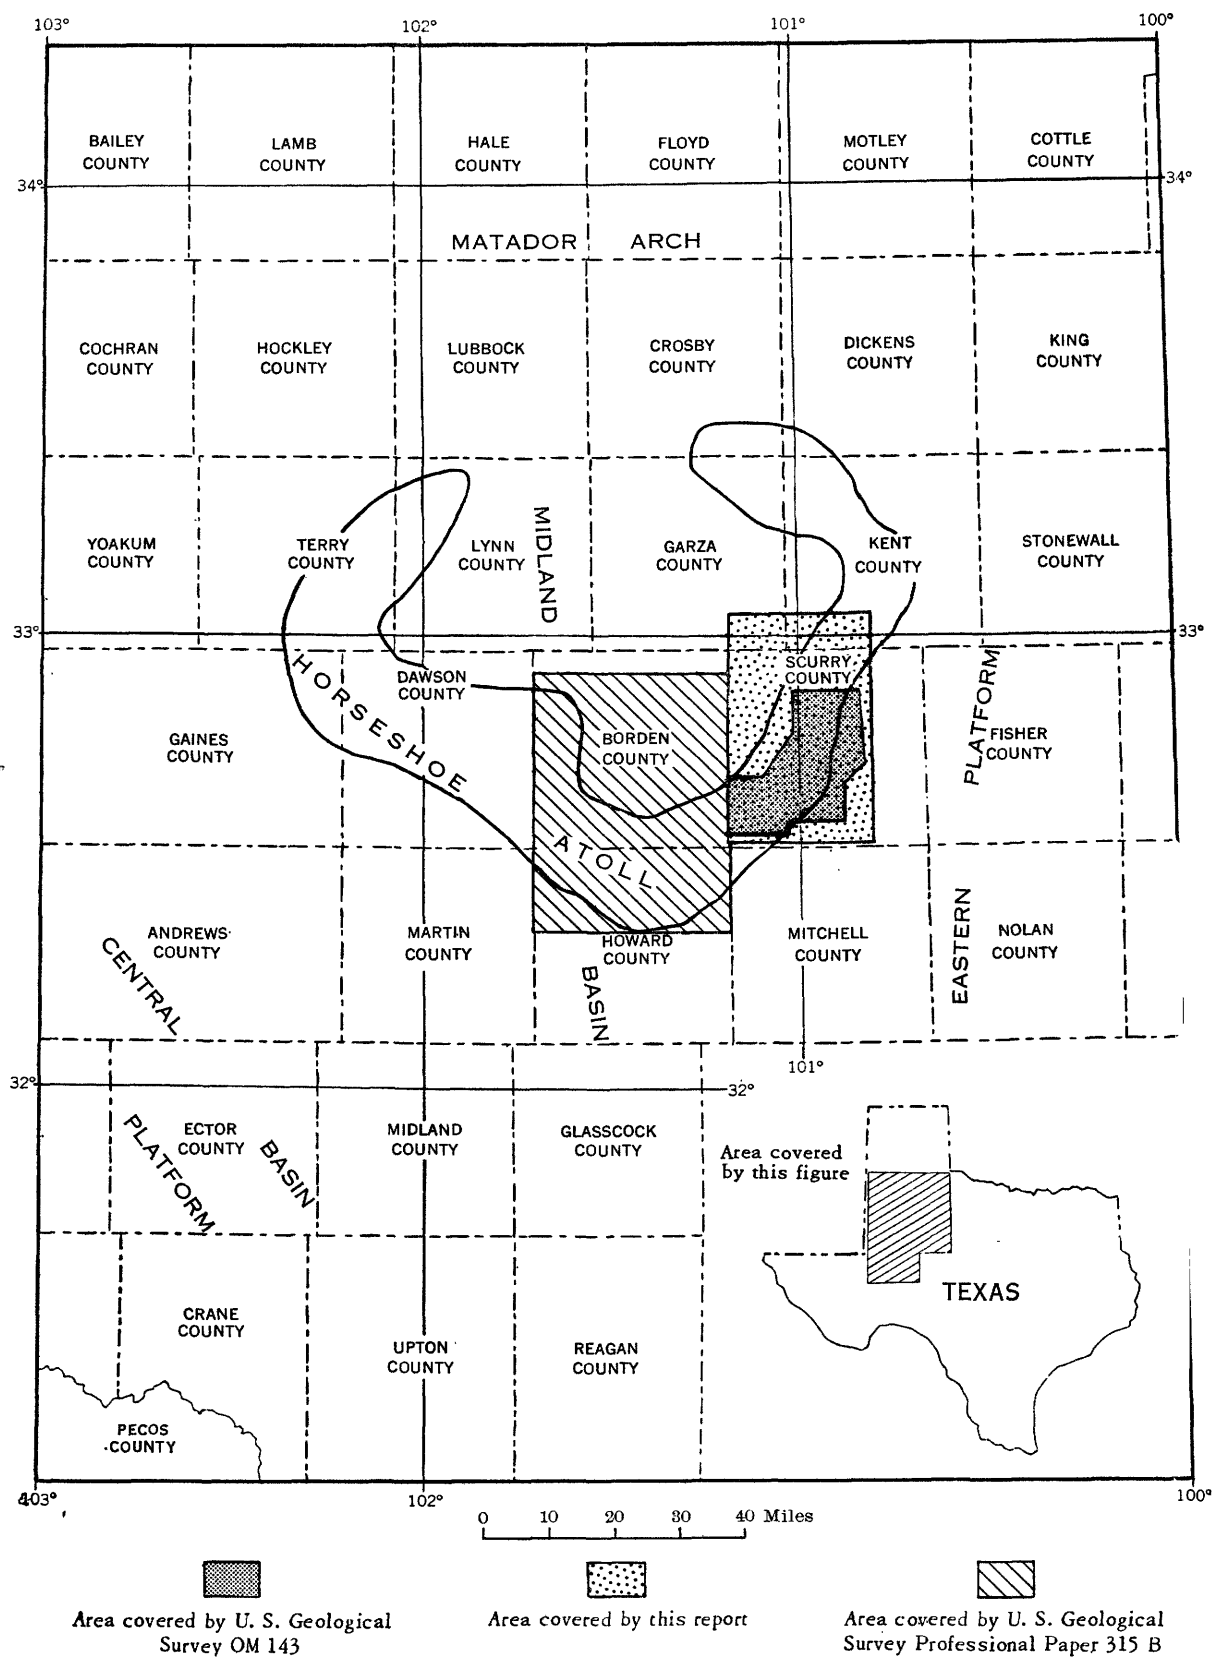 103°
102°
101°
100°
BAILEY
COUNTY
LAMB
COUNTY
HALE
COUNTY
FLOYD
COUNTY
MOTLEY
COUNTY
COTTLE
COUNTY
34°
34°
MATADOR ARCH
COCHRAN
COUNTY
HOCKLEY
COUNTY
LUBBOCK
COUNTY
CROSBY
COUNTY
DICKENS
COUNTY
KING
COUNTY
YOAKUM
COUNTY
TERRY
COUNTY
LYNN
COUNTY
MIDLAND
GARZA
COUNTY
KENT
COUNTY
STONEWALL
COUNTY
33°
33°
HORSESHOE
DAWSON
COUNTY
SCURRY
COUNTY
PLATFORM
GAINES
COUNTY
BORDEN
COUNTY
FISHER
COUNTY
ATOLL
ANDREWS
COUNTY
CENTRAL
MARTIN
COUNTY
HOWARD
COUNTY
BASIN
MITCHELL
COUNTY
EASTERN
NOLAN
COUNTY
101°
32°
32°
ECTOR
COUNTY
PLATFORM
BASIN
MIDLAND
COUNTY
GLASSCOCK
COUNTY
Area covered
by this figure
TEXAS
CRANE
COUNTY
UPTON
COUNTY
REAGAN
COUNTY
PECOS
COUNTY
103°
102°
100°
0 10 20 30 40 Miles
Area covered by U. S. Geological
Survey OM 143
Area covered by this report
Area covered by U. S. Geological
Survey Professional Paper 315 B